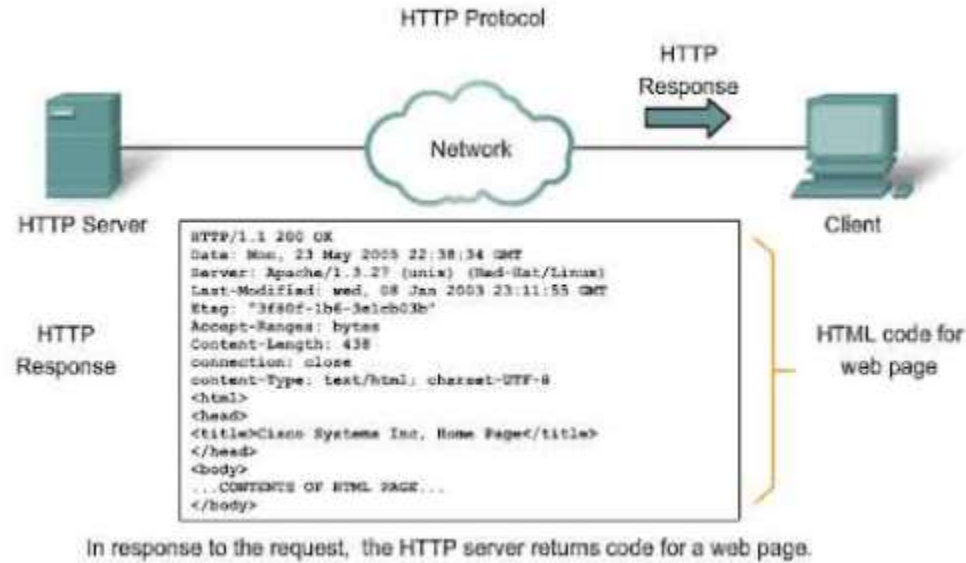 HTTP Protocol
HTTP
Response
Network
HTTP Server
Client
HTTP/1.1 200 OK
Date: Mon, 23 May 2005 22:38:34 GMT
Server: Apache/1.3.27 (unix) (Red-Hat/Linux)
Last-Modified: wed, 08 Jan 2003 23:11:55 GMT
Etag: "3f80f-1b6-3e1cb03b"
Accept-Ranges: bytes
Content-Length: 438
connection: close
content-Type: text/html; charset-UTF-8
<html>
<head>
<title>Cisco Systems Inc, Home Page</title>
</head>
<body>
...CONTENTS OF HTML PAGE...
</body>
HTTP
Response
HTML code for
web page
In response to the request, the HTTP server returns code for a web page.